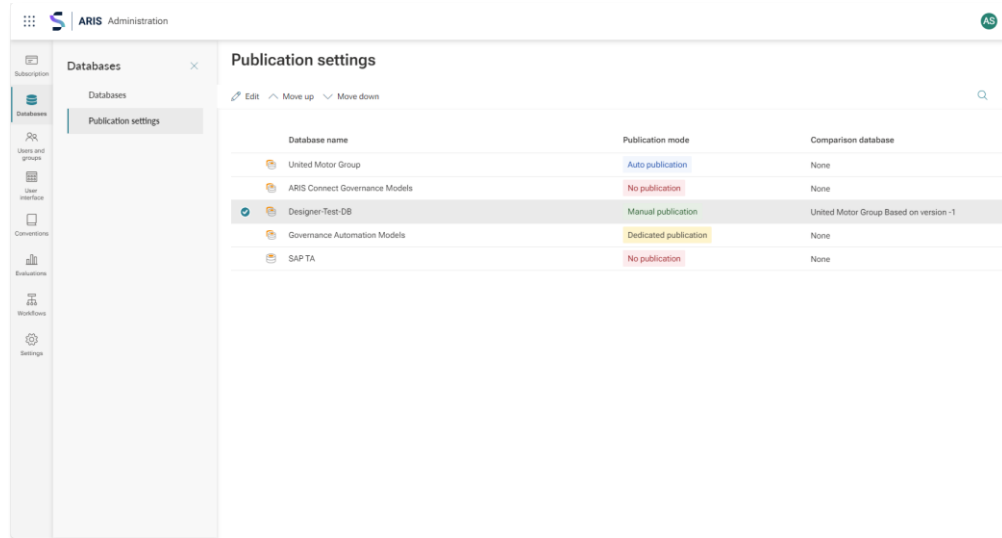 ARIS Administration
AS
Subscription
Databases
Users and
groups
User
interface
Conventions
Evaluations
Workflows
Settings
Databases
Databases
Publication settings
Publication settings
Edit Move up Move down
Database name Publication mode Comparison database
United Motor Group Auto publication None
ARIS Connect Governance Models No publication None
Designer-Test-DB Manual publication United Motor Group Based on version -1
Governance Automation Models Dedicated publication None
SAP TA No publication None